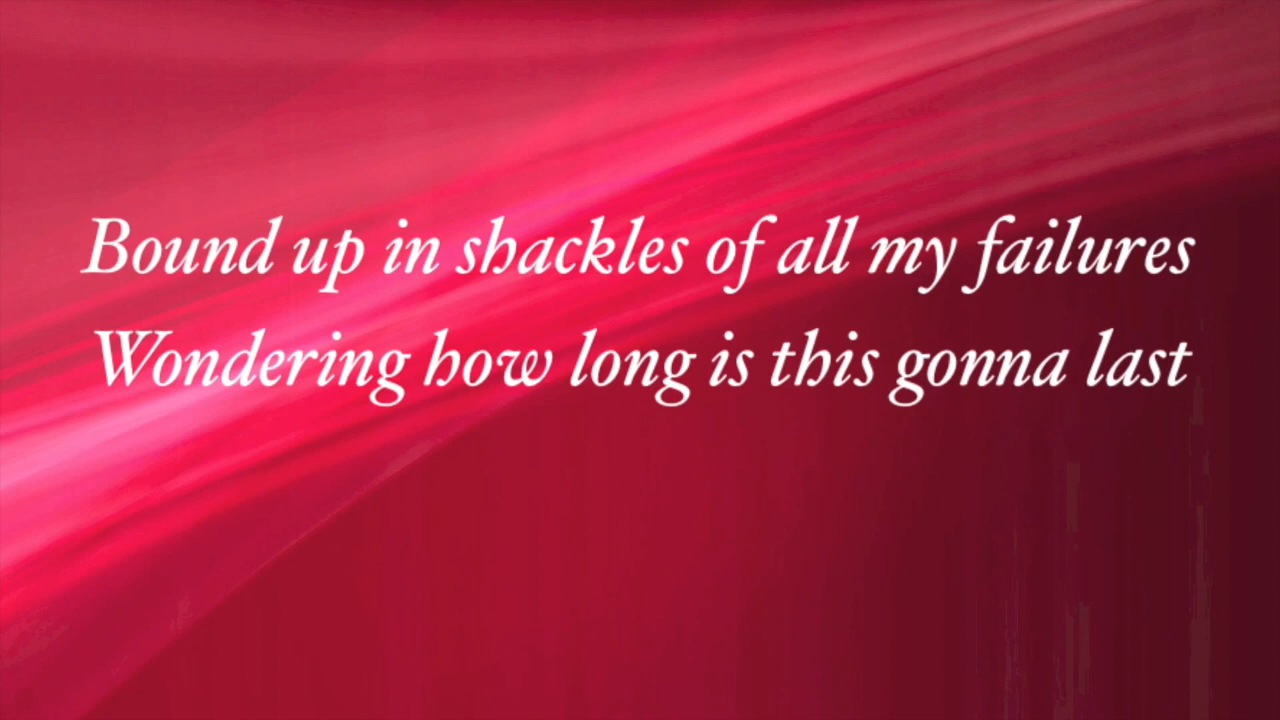 Bound up in shackles of all my failures
Wondering how long is this gonna last